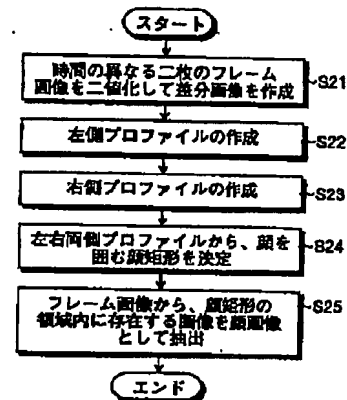 スタート
時間の異なる二枚のフレーム
画像を二値化して差分画像を作成
S21
左側プロファイルの作成
S22
右側プロファイルの作成
S23
左右両側プロファイルから、顔を
囲む顔矩形を決定
S24
フレーム画像から、顔矩形の
領域内に存在する画像を顔画像
として抽出
S25
エンド